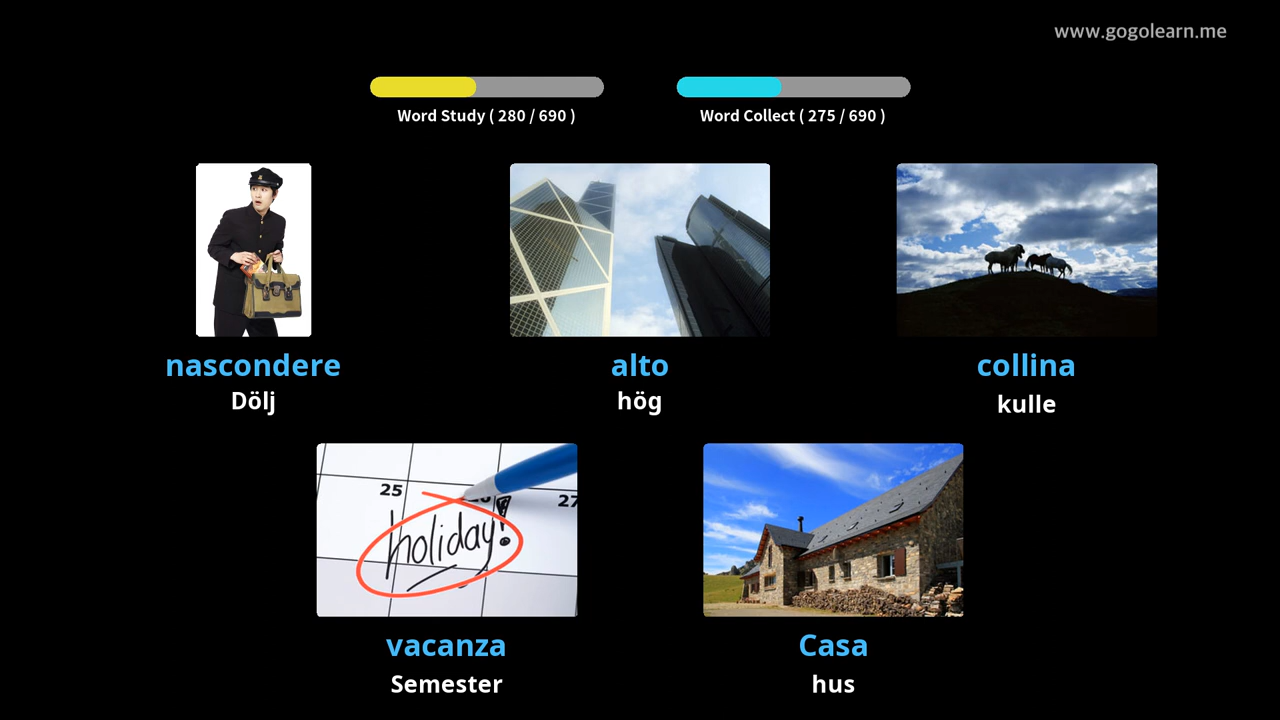 www.gogolearn.me
Word Study ( 280 / 690 )
Word Collect ( 275 / 690 )
nascondere
Dölj
alto
hög
collina
kulle
25
27
holiday!
vacanza
Semester
Casa
hus